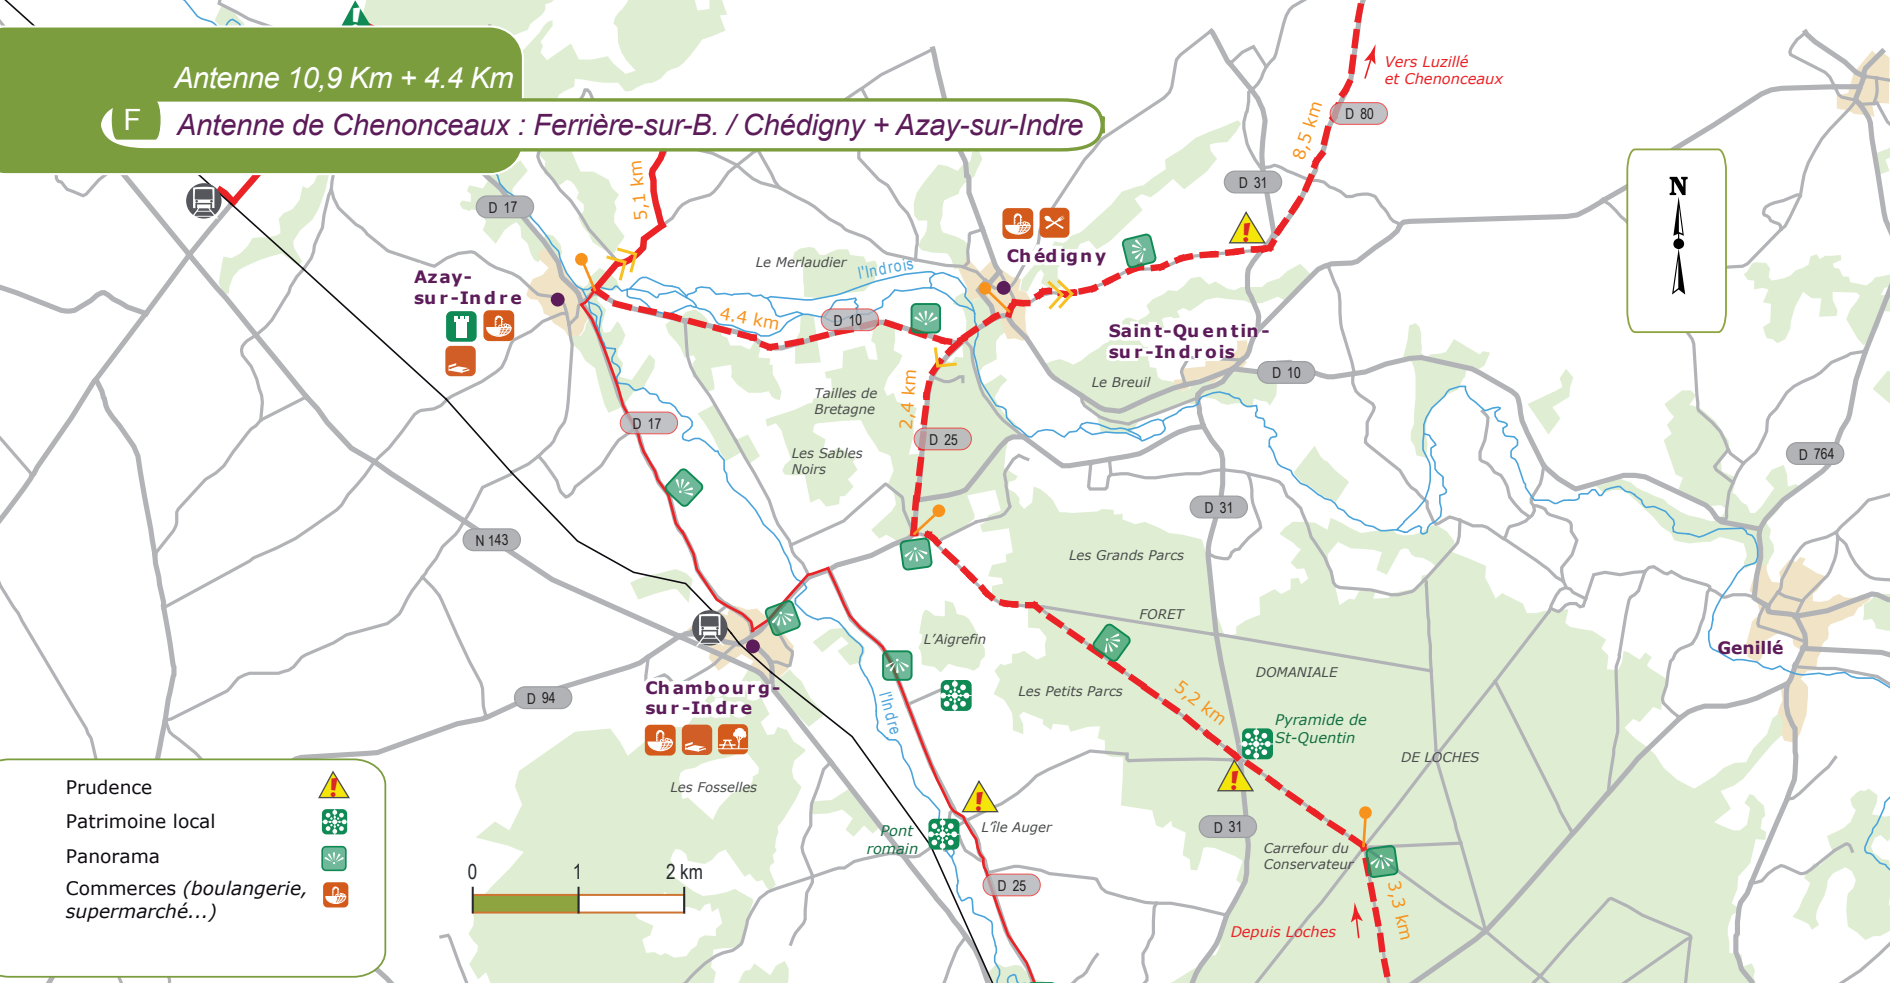 Antenne 10,9 Km + 4.4 Km
F
Antenne de Chenonceaux : Ferrière-sur-B. / Chédigny + Azay-sur-Indre
Vers Luzillé
et Chenonceaux
D 80
8,5 km
D 31
N
5,1 km
D 17
Azay-
sur-Indre
Le Merlaudier
l'Indrois
Chédigny
4.4 km
D 10
Saint-Quentin-
sur-Indrois
D 10
Le Breuil
Tailles de
Bretagne
2,4 km
D 17
D 25
Les Sables
Noirs
D 764
D 31
N 143
Les Grands Parcs
FORET
L'Aigrefin
Genillé
DOMANIALE
Les Petits Parcs
5,2 km
D 94
Chambourg-
sur-Indre
l'Indre
Pyramide de
St-Quentin
DE LOCHES
Les Fosselles
Prudence
Patrimoine local
Panorama
Commerces (boulangerie,
supermarché...)
Pont
romain
L'île Auger
D 31
Carrefour du
Conservateur
0 1 2 km
D 25
3,3 km
Depuis Loches